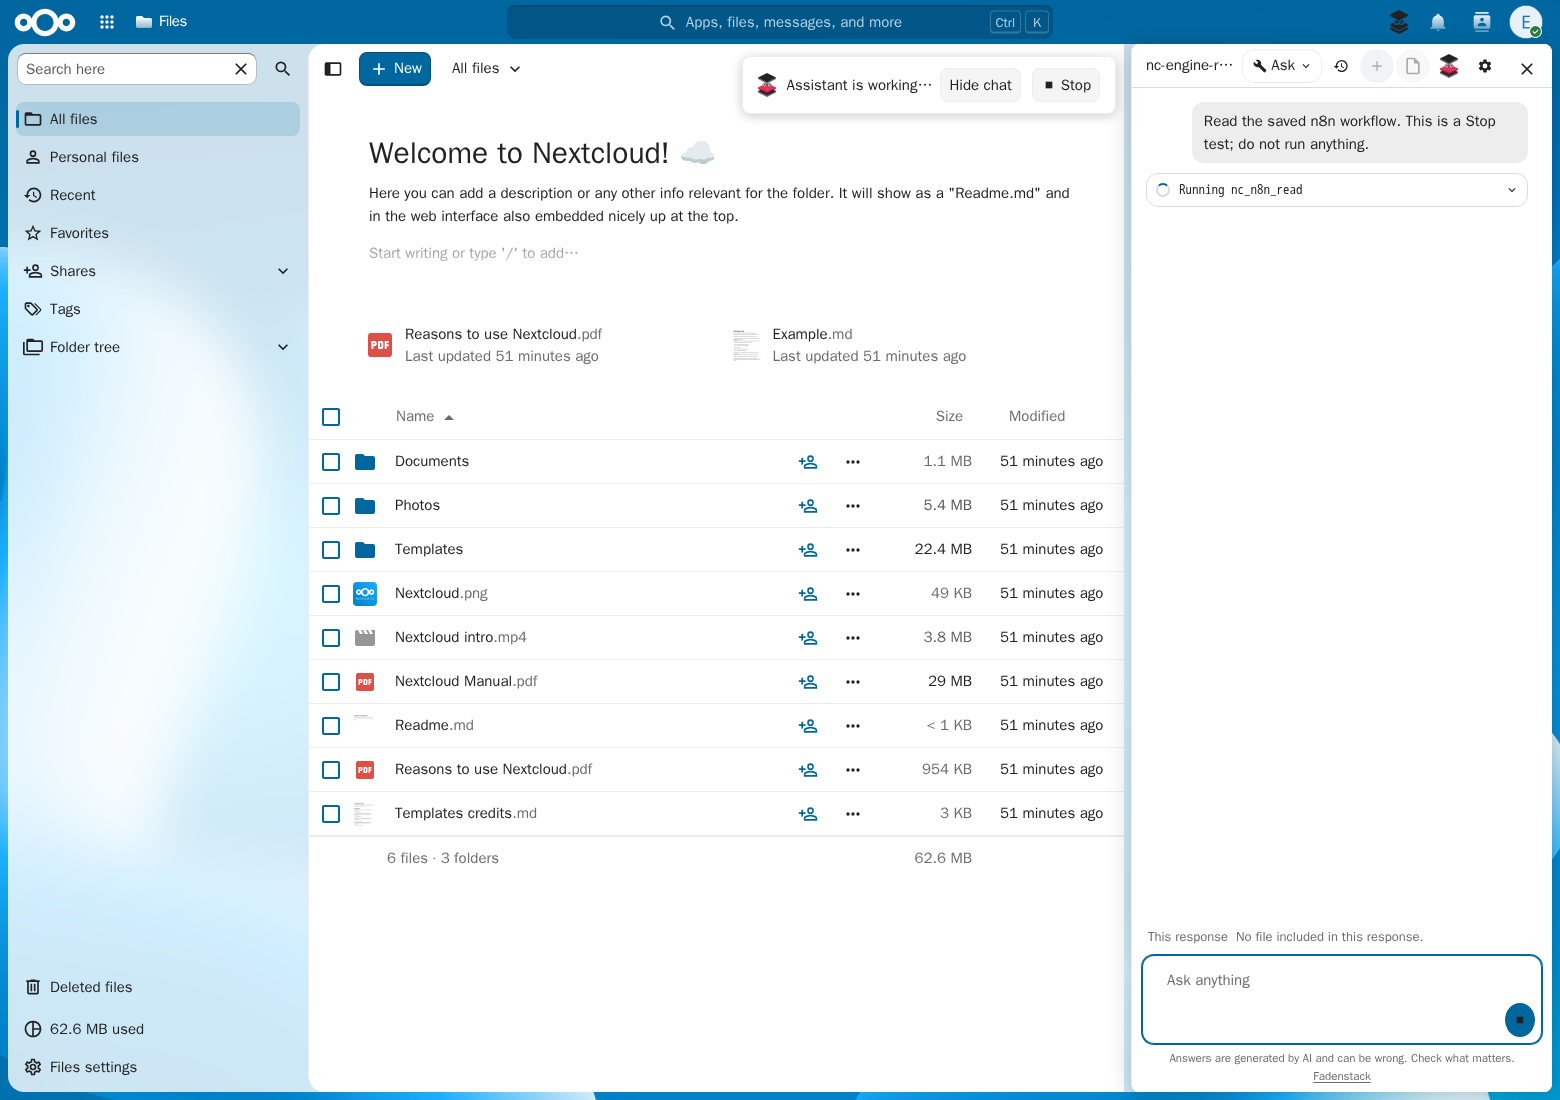 Files
Apps, files, messages, and more
Ctrl K
E
Search here
All files
Personal files
Recent
Favorites
Shares
Tags
Folder tree
Deleted files
62.6 MB used
Files settings
New
All files
Assistant is working…
Hide chat
Stop
Welcome to Nextcloud! ☁️
Here you can add a description or any other info relevant for the folder. It will show as a "Readme.md" and
in the web interface also embedded nicely up at the top.
Start writing or type '/' to add…
PDF
Reasons to use Nextcloud.pdf
Last updated 51 minutes ago
Example.md
Last updated 51 minutes ago
Name Size Modified
Documents 1.1 MB 51 minutes ago
Photos 5.4 MB 51 minutes ago
Templates 22.4 MB 51 minutes ago
Nextcloud.png 49 KB 51 minutes ago
Nextcloud intro.mp4 3.8 MB 51 minutes ago
PDF Nextcloud Manual.pdf 29 MB 51 minutes ago
Readme.md < 1 KB 51 minutes ago
PDF Reasons to use Nextcloud.pdf 954 KB 51 minutes ago
Templates credits.md 3 KB 51 minutes ago
6 files · 3 folders 62.6 MB
nc-engine-r…
Ask
Read the saved n8n workflow. This is a Stop
test; do not run anything.
Running nc_n8n_read
This response No file included in this response.
Ask anything
Answers are generated by AI and can be wrong. Check what matters.
Fadenstack